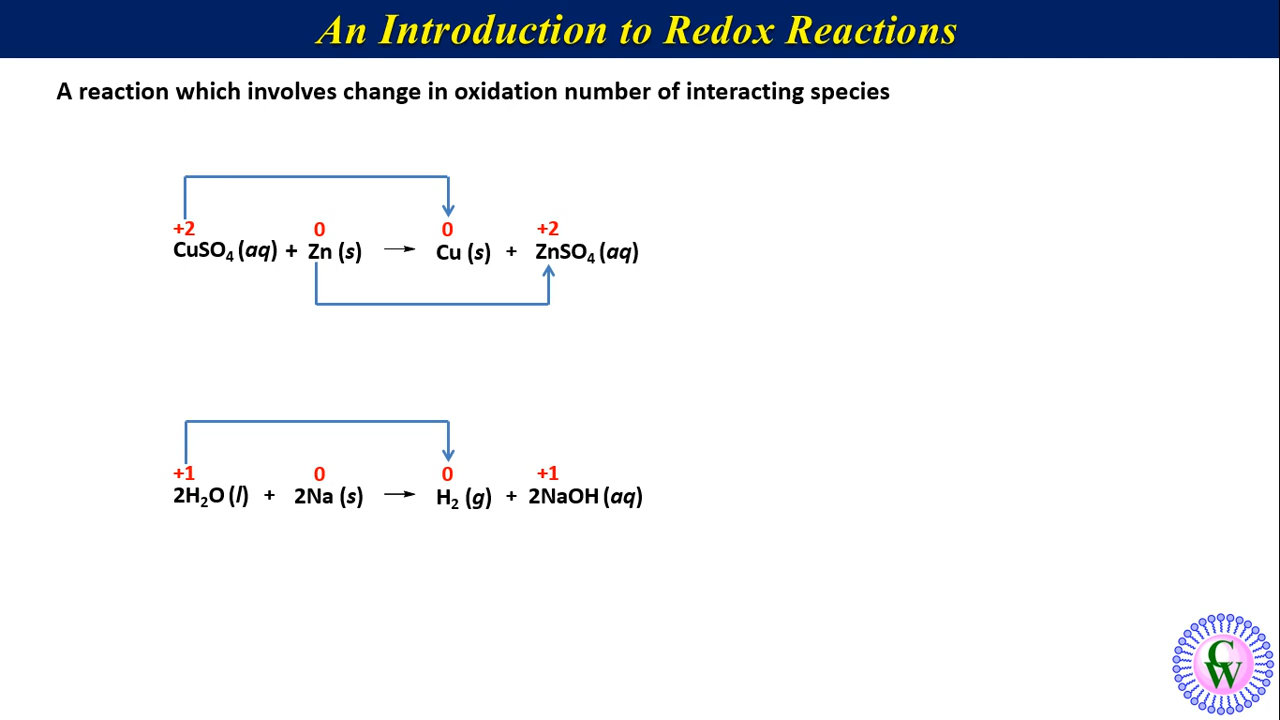 An Introduction to Redox Reactions
A reaction which involves change in oxidation number of interacting species
+2 0 0 +2
CuSO₄ (aq) + Zn (s) → Cu (s) + ZnSO₄ (aq)
+1 0 0 +1
2H₂O (l) + 2Na (s) → H₂ (g) + 2NaOH (aq)
C
W